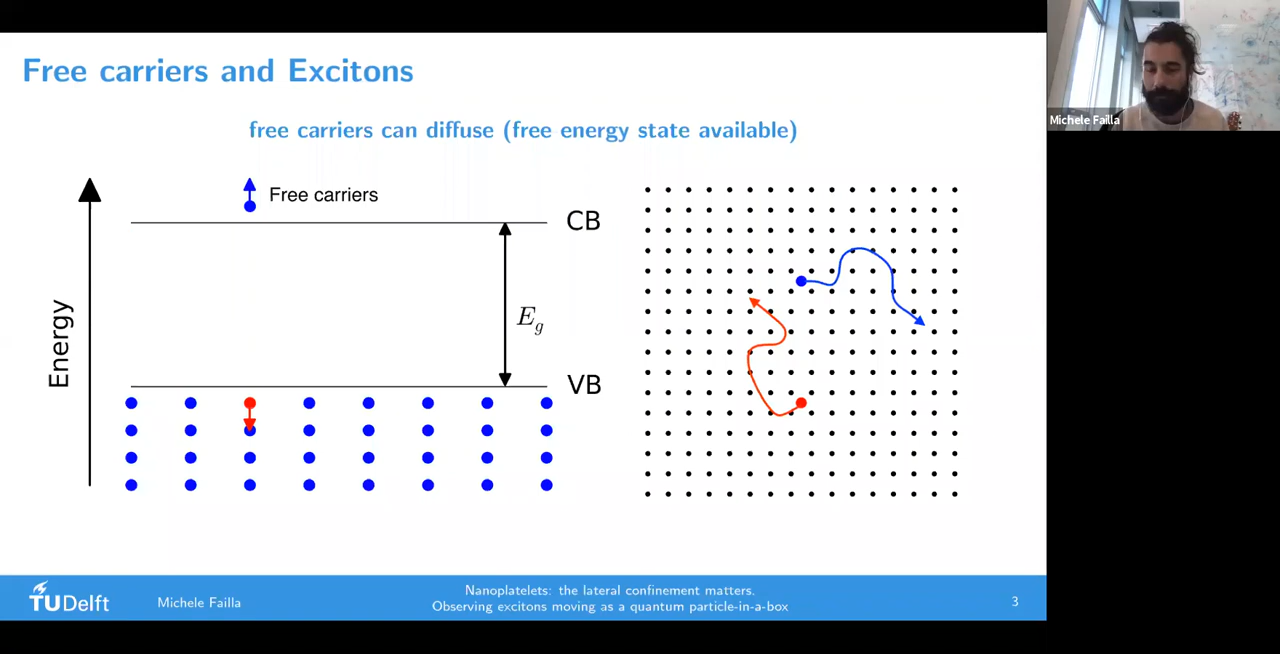 Free carriers and Excitons
free carriers can diffuse (free energy state available)
Free carriers
CB
Energy
E_g
VB
TUDelft
Michele Failla
Nanoplatelets: the lateral confinement matters.
Observing excitons moving as a quantum particle-in-a-box
3
Michele Failla